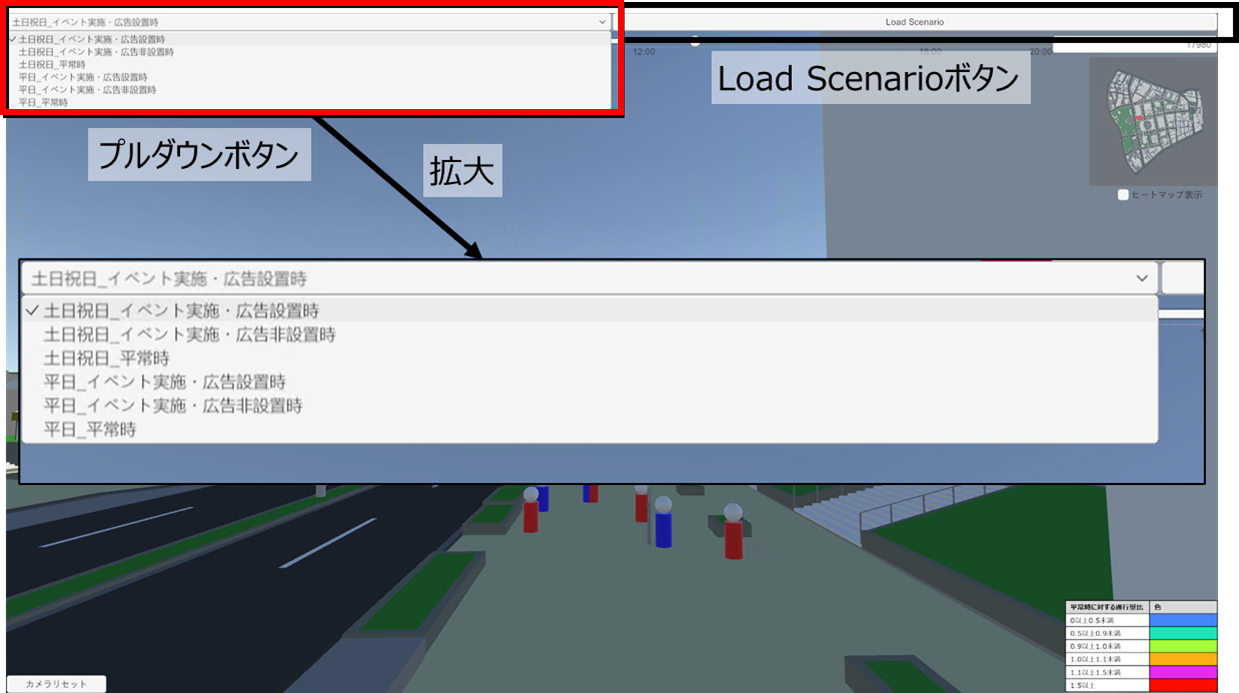 土日祝日_イベント実施・広告設置時
Load Scenario
土日祝日_イベント実施・広告設置時
土日祝日_イベント実施・広告非設置時
土日祝日_平常時
平日_イベント実施・広告設置時
平日_イベント実施・広告非設置時
平日_平常時
12:00
18:00
20:00
17980
Load Scenarioボタン
プルダウンボタン
拡大
ヒートマップ表示
土日祝日_イベント実施・広告設置時
土日祝日_イベント実施・広告設置時
土日祝日_イベント実施・広告非設置時
土日祝日_平常時
平日_イベント実施・広告設置時
平日_イベント実施・広告非設置時
平日_平常時
平常時に対する通行量比 色
0以上0.5未満
0.5以上0.9未満
0.9以上1.0未満
1.0以上1.1未満
1.1以上1.5未満
1.5以上
カメラリセット